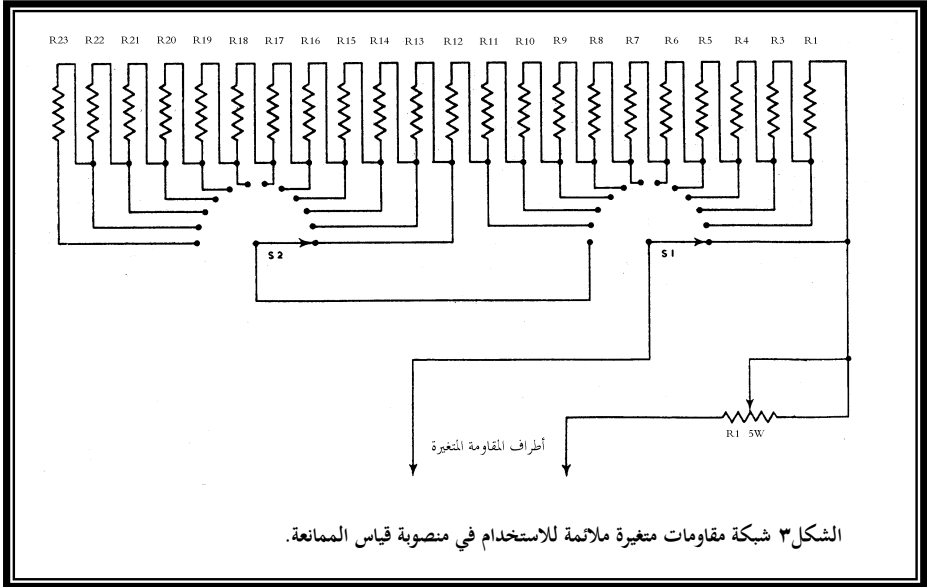 R23 R22 R21 R20 R19 R18 R17 R16 R15 R14 R13 R12 R11 R10 R9 R8 R7 R6 R5 R4 R3 R1
S2 S1
R1 5W
أطراف المقاومة المتغيرة
الشكل٣ شبكة مقاومات متغيرة ملائمة للاستخدام في منصوبة قياس الممانعة.